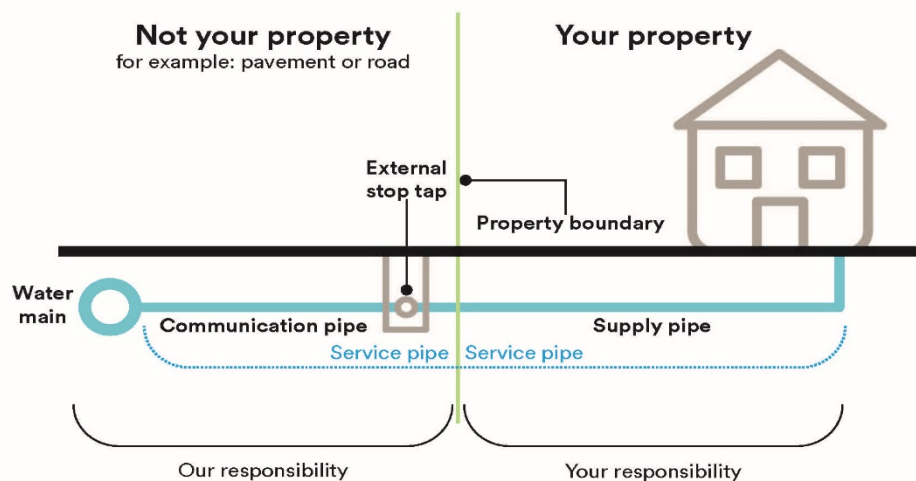 Not your property
for example: pavement or road
Your property
External
stop tap
Property boundary
Water
main
Communication pipe
Supply pipe
Service pipe
Service pipe
Our responsibility
Your responsibility